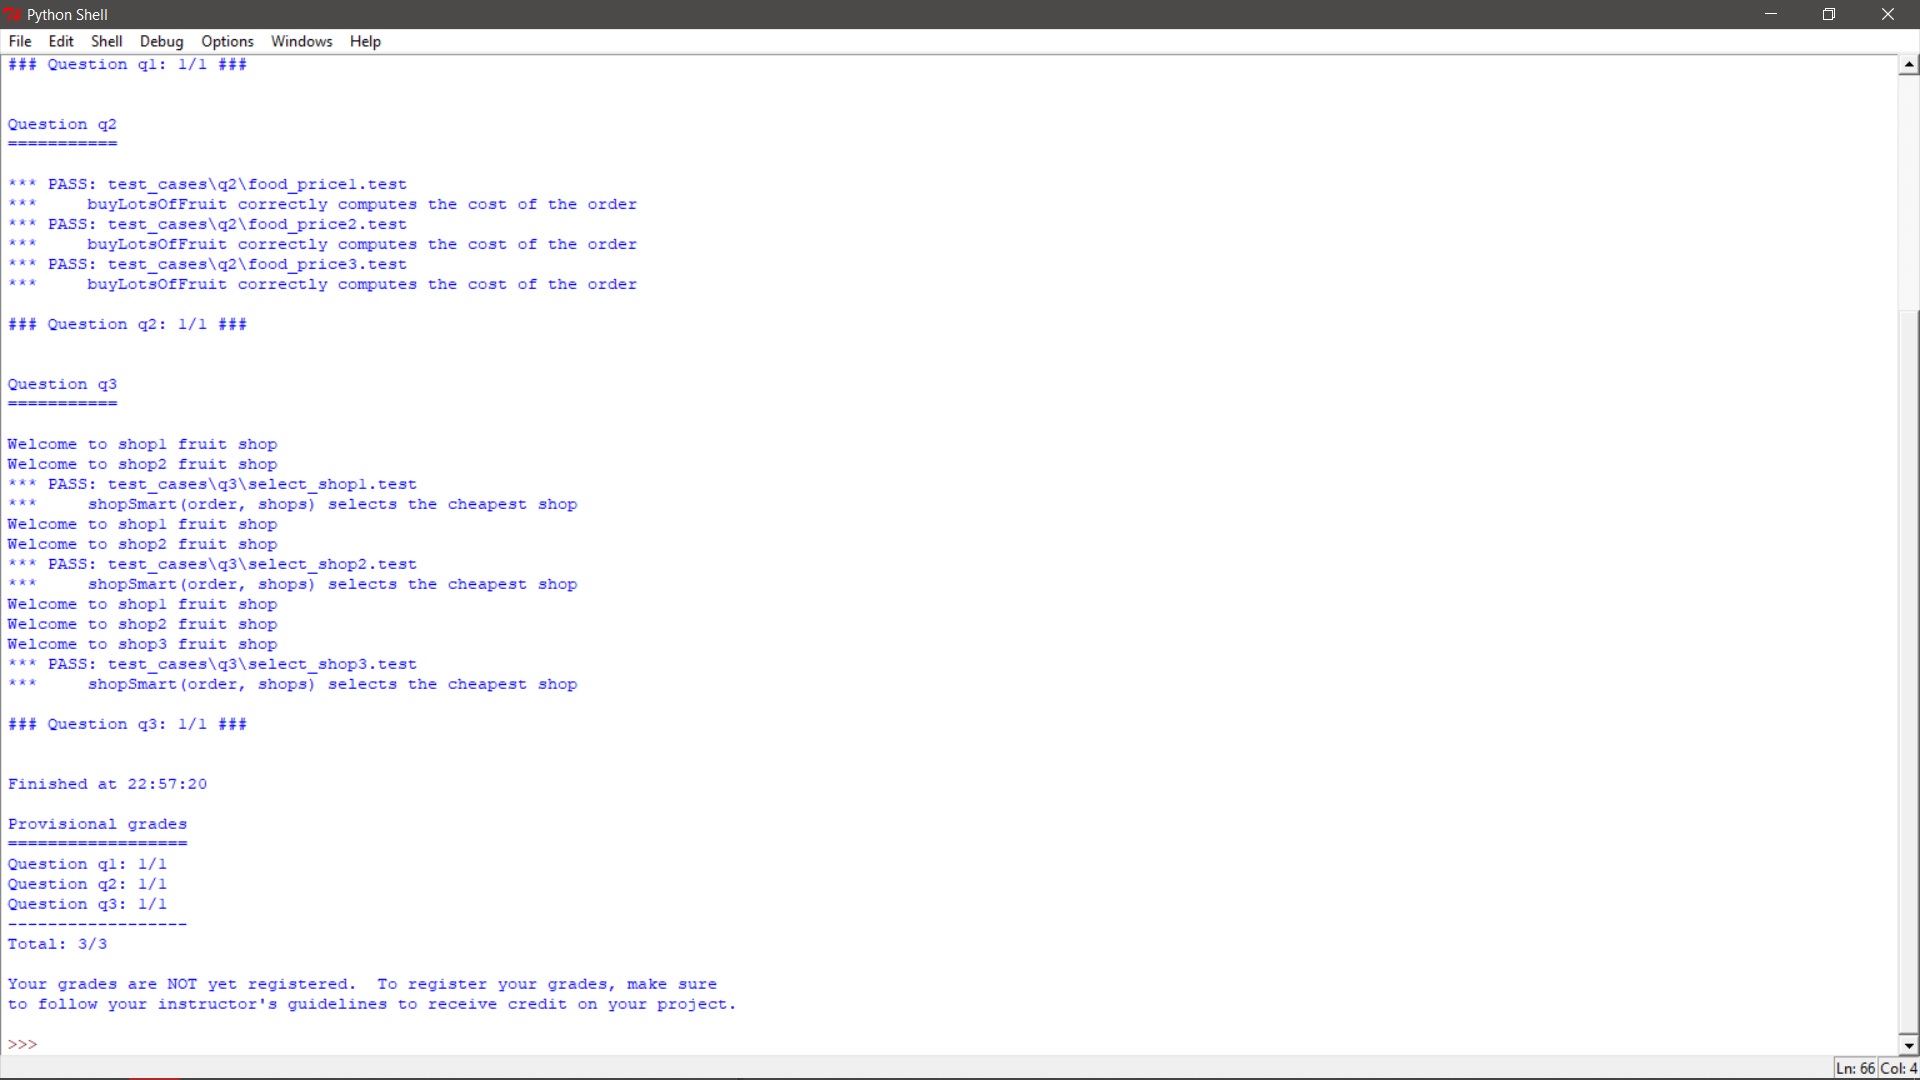 Python Shell
File Edit Shell Debug Options Windows Help
### Question q1: 1/1 ###
Question q2
===========
*** PASS: test_cases\q2\food_price1.test
*** buyLotsOfFruit correctly computes the cost of the order
*** PASS: test_cases\q2\food_price2.test
*** buyLotsOfFruit correctly computes the cost of the order
*** PASS: test_cases\q2\food_price3.test
*** buyLotsOfFruit correctly computes the cost of the order
### Question q2: 1/1 ###
Question q3
===========
Welcome to shop1 fruit shop
Welcome to shop2 fruit shop
*** PASS: test_cases\q3\select_shop1.test
*** shopSmart(order, shops) selects the cheapest shop
Welcome to shop1 fruit shop
Welcome to shop2 fruit shop
*** PASS: test_cases\q3\select_shop2.test
*** shopSmart(order, shops) selects the cheapest shop
Welcome to shop1 fruit shop
Welcome to shop2 fruit shop
Welcome to shop3 fruit shop
*** PASS: test_cases\q3\select_shop3.test
*** shopSmart(order, shops) selects the cheapest shop
### Question q3: 1/1 ###
Finished at 22:57:20
Provisional grades
==================
Question q1: 1/1
Question q2: 1/1
Question q3: 1/1
------------------
Total: 3/3
Your grades are NOT yet registered. To register your grades, make sure
to follow your instructor's guidelines to receive credit on your project.
>>>
Ln: 66 Col: 4